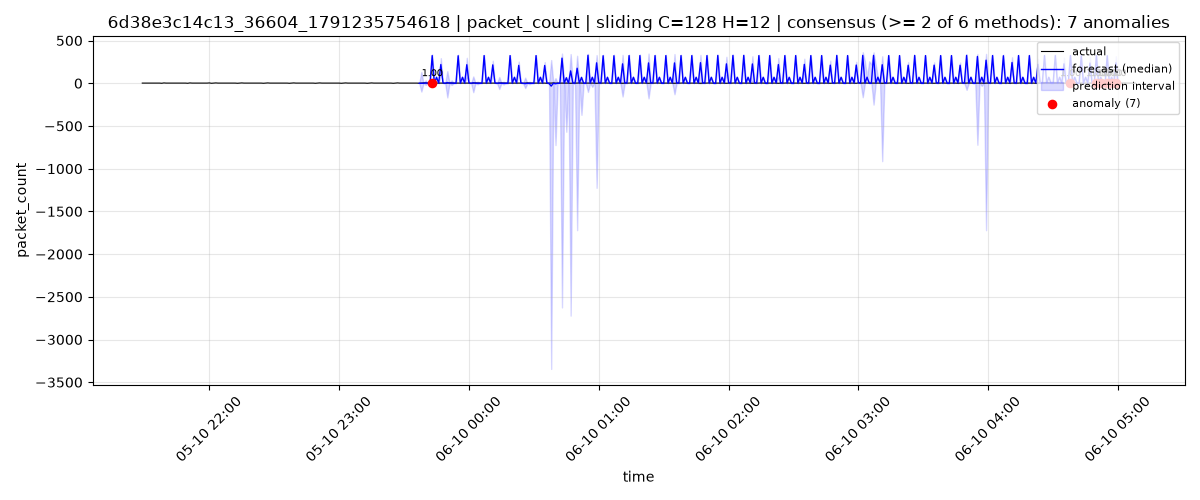 6d38e3c14c13_36604_1791235754618 | packet_count | sliding C=128 H=12 | consensus (>= 2 of 6 methods): 7 anomalies
500
0
−500
−1000
−1500
−2000
−2500
−3000
−3500
packet_count
actual
forecast (median)
prediction interval
anomaly (7)
05-10 22:00
05-10 23:00
06-10 00:00
06-10 01:00
06-10 02:00
06-10 03:00
06-10 04:00
06-10 05:00
time